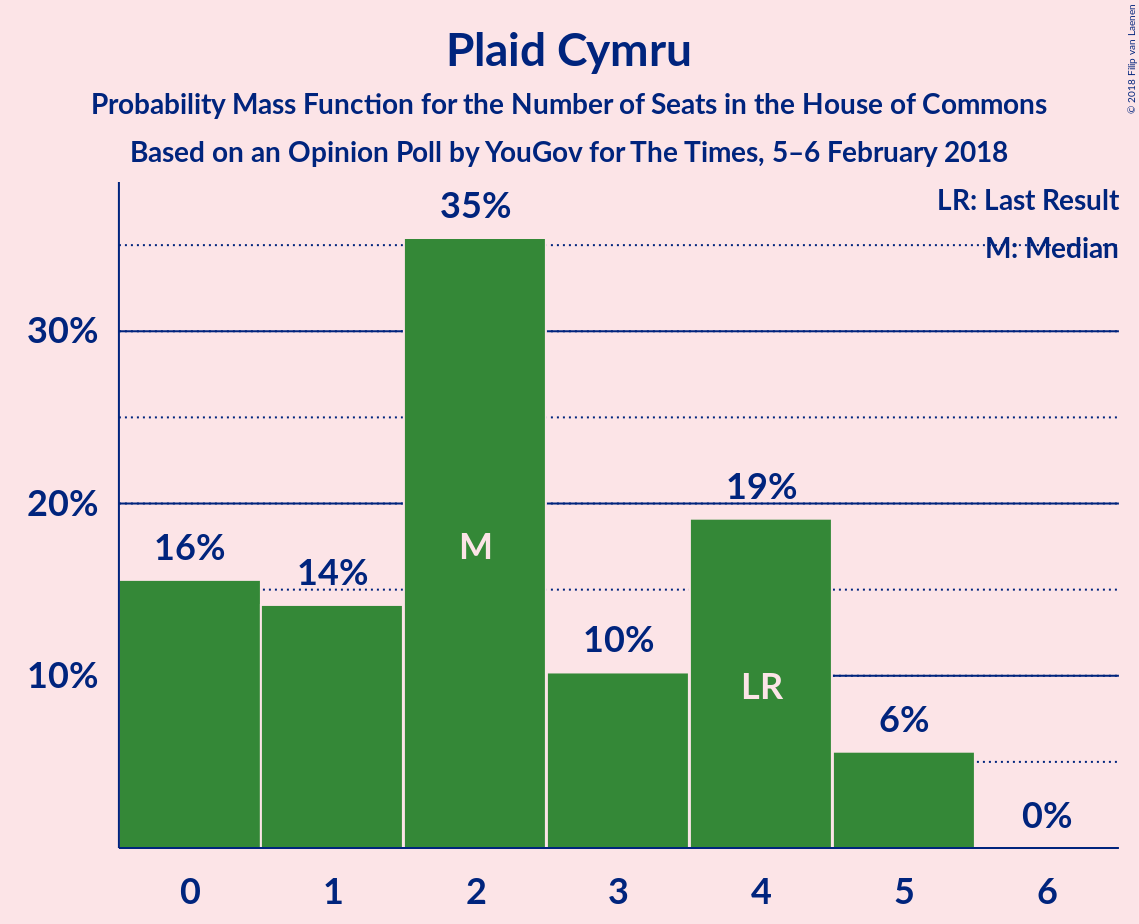 Plaid Cymru
Probability Mass Function for the Number of Seats in the House of Commons
Based on an Opinion Poll by YouGov for The Times, 5–6 February 2018
© 2018 Filip van Laenen
LR: Last Result
M: Median
35%
30%
20%
19%
16%
14%
M
10%
10%
LR
6%
0%
0 1 2 3 4 5 6